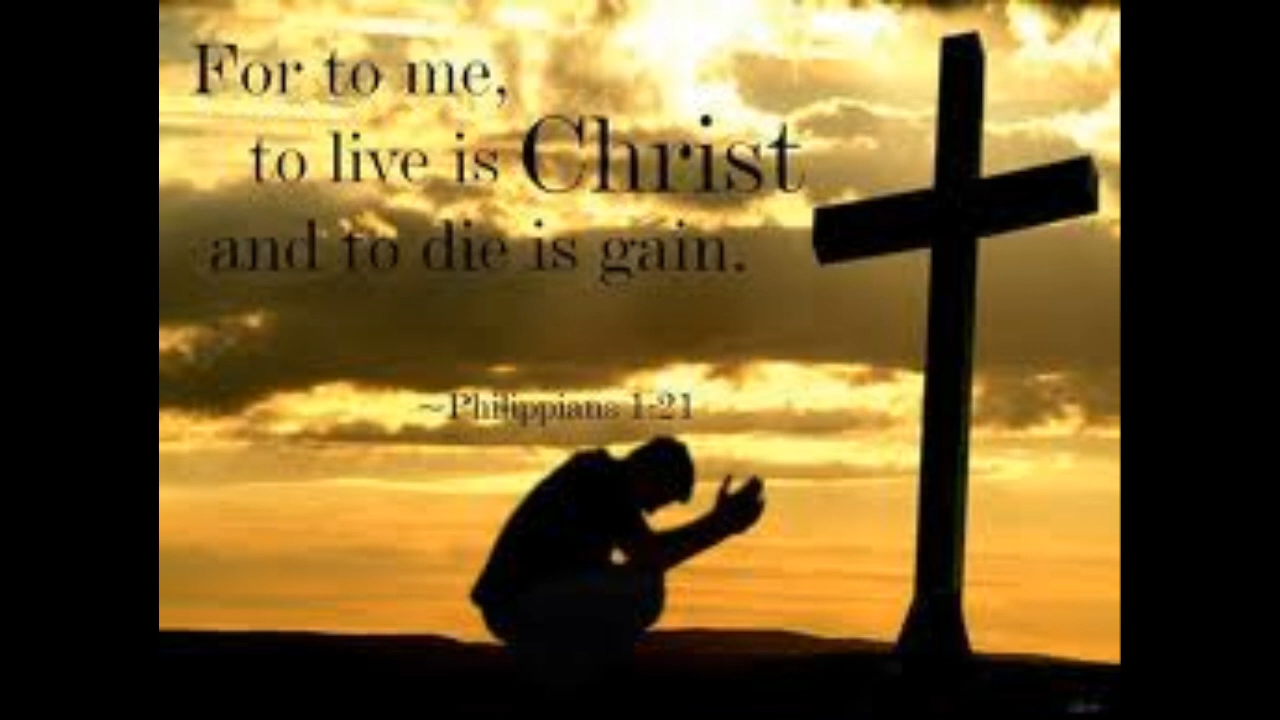 For to me,
to live is Christ
and to die is gain.
~Philippians 1:21